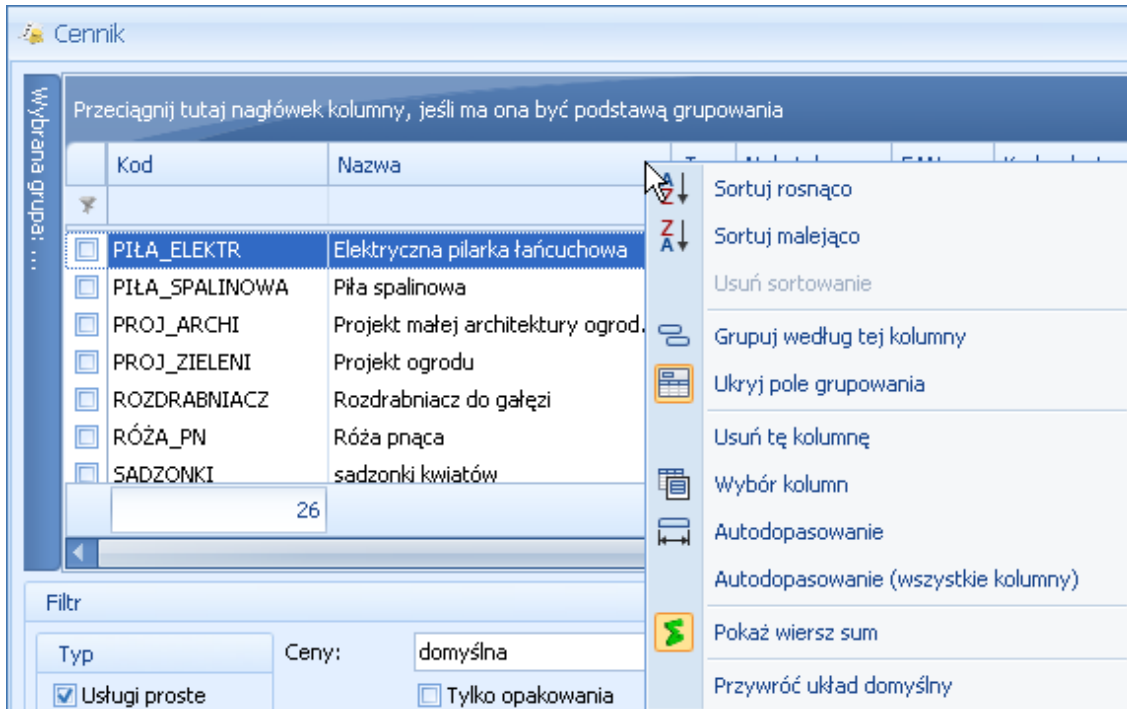 Cennik
Wybrana grupa: ...
Przeciągnij tutaj nagłówek kolumny, jeśli ma ona być podstawą grupowania
Kod Nazwa
PIŁA_ELEKTR Elektryczna pilarka łańcuchowa
PIŁA_SPALINOWA Piła spalinowa
PROJ_ARCHI Projekt małej architektury ogrod.
PROJ_ZIELENI Projekt ogrodu
ROZDRABNIACZ Rozdrabniacz do gałęzi
RÓŻA_PN Róża pnąca
SADZONKI sadzonki kwiatów
26
Sortuj rosnąco
Sortuj malejąco
Usuń sortowanie
Grupuj według tej kolumny
Ukryj pole grupowania
Usuń tę kolumnę
Wybór kolumn
Autodopasowanie
Autodopasowanie (wszystkie kolumny)
Pokaż wiersz sum
Przywróć układ domyślny
Filtr
Typ
Ceny: domyślna
Usługi proste
Tylko opakowania